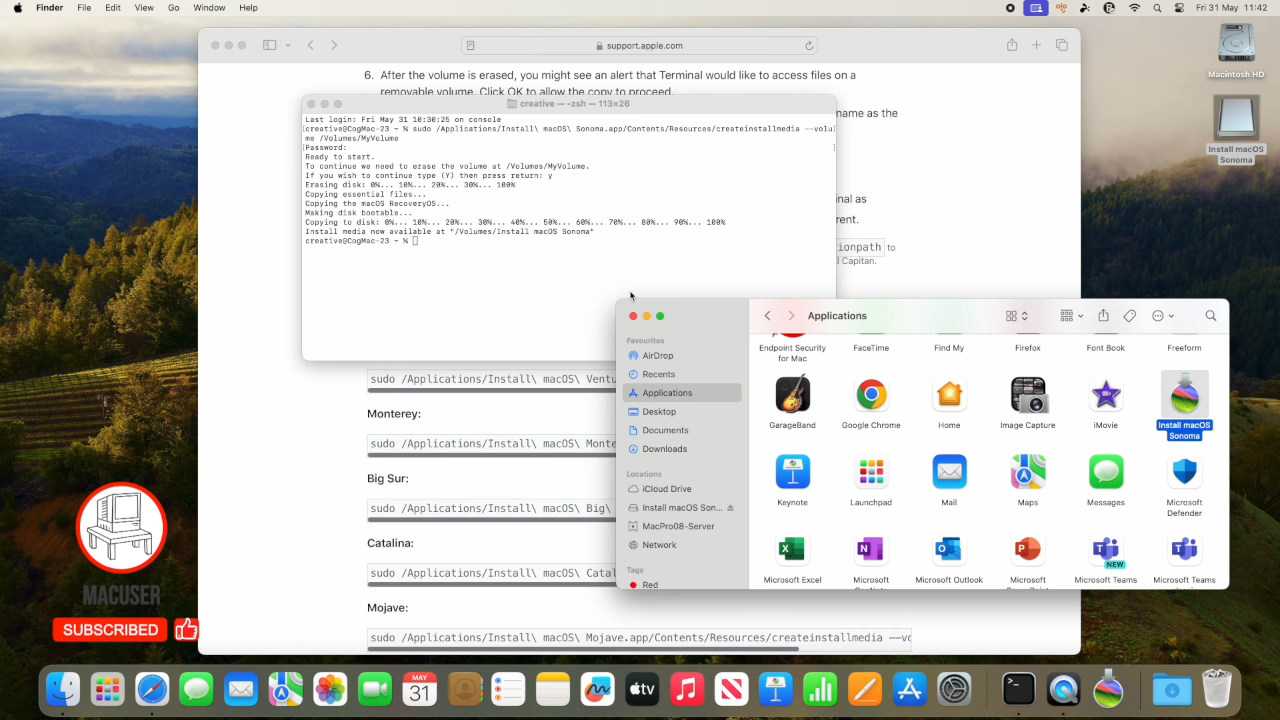 Finder File Edit View Go Window Help
Fri 31 May 11:42
support.apple.com
Macintosh HD
Install macOS
Sonoma
6. After the volume is erased, you might see an alert that Terminal would like to access files on a
removable volume. Click OK to allow the copy to proceed.
name as the
nal as
rent.
ionpath to
l Capitan.
creative — -zsh — 113×26
Last login: Fri May 31 10:30:25 on console
[creative@CogMac-23 ~ % sudo /Applications/Install\ macOS\ Sonoma.app/Contents/Resources/createinstallmedia --volu]
me /Volumes/MyVolume
[Password: ]
Ready to start.
To continue we need to erase the volume at /Volumes/MyVolume.
If you wish to continue type (Y) then press return: y
Erasing disk: 0%... 10%... 20%... 30%... 100%
Copying essential files...
Copying the macOS RecoveryOS...
Making disk bootable...
Copying to disk: 0%... 10%... 20%... 30%... 40%... 50%... 60%... 70%... 80%... 90%... 100%
Install media now available at "/Volumes/Install macOS Sonoma"
creative@CogMac-23 ~ %
sudo /Applications/Install\ macOS\ Ventu
Monterey:
sudo /Applications/Install\ macOS\ Monte
Big Sur:
sudo /Applications/Install\ macOS\ Big\
Catalina:
sudo /Applications/Install\ macOS\ Catal
Mojave:
sudo /Applications/Install\ macOS\ Mojave.app/Contents/Resources/createinstallmedia --vo
Favourites
AirDrop
Recents
Applications
Desktop
Documents
Downloads
Locations
iCloud Drive
Install macOS Son...
MacPro08-Server
Network
Tags
Red
Applications
Endpoint Security
for Mac
FaceTime
Find My
Firefox
Font Book
Freeform
GarageBand
Google Chrome
Home
Image Capture
iMovie
Install macOS
Sonoma
Keynote
Launchpad
Mail
Maps
Messages
Microsoft
Defender
Microsoft Excel
Microsoft
Microsoft Outlook
Microsoft
NEW
Microsoft Teams
Microsoft Teams
MACUSER
SUBSCRIBED
MAY
31
tv